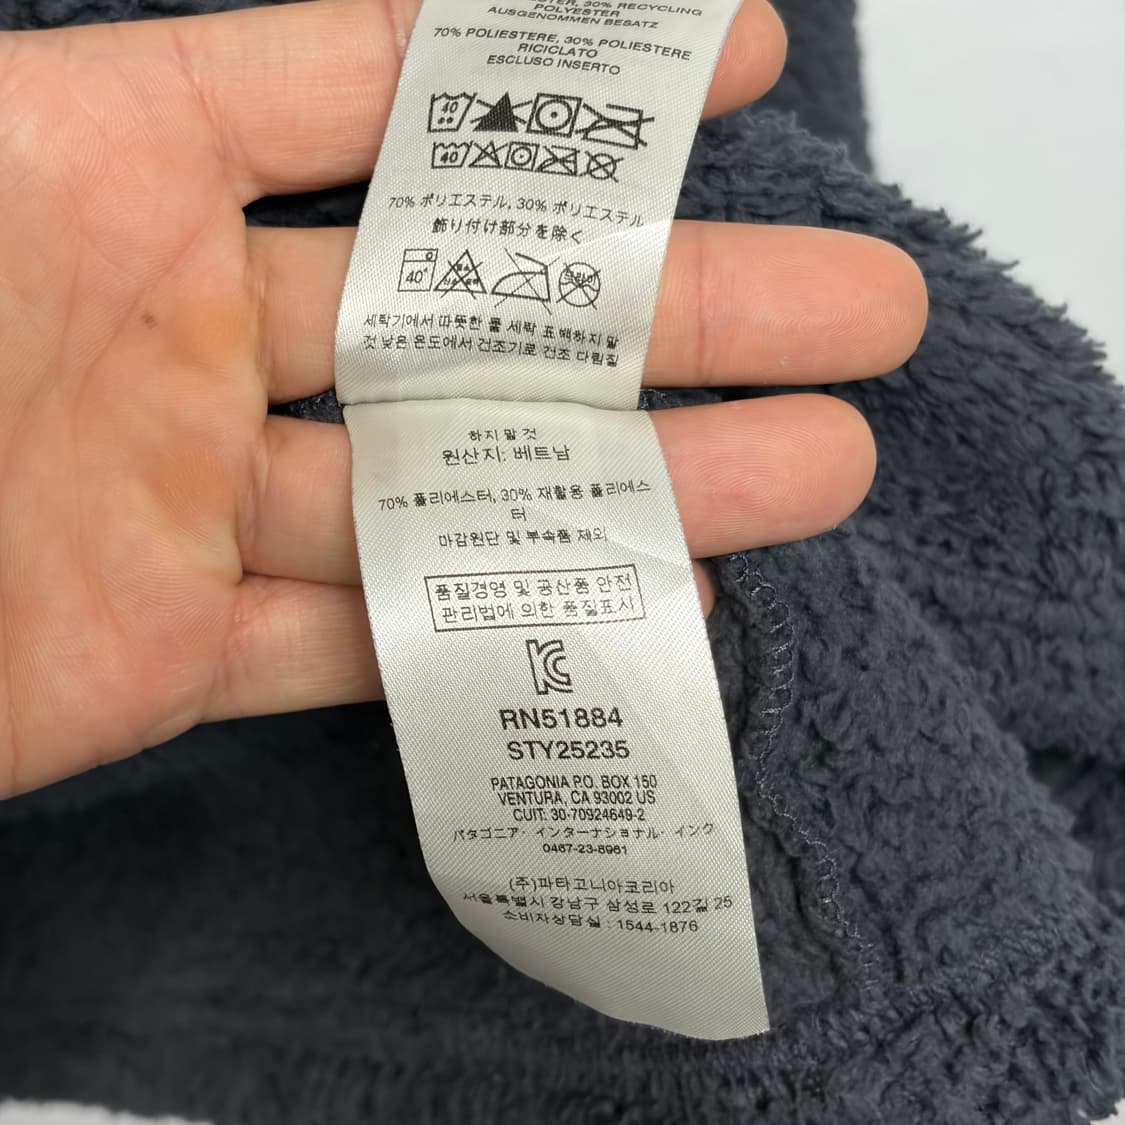 30% RECYCLING
POLYESTER
AUSGENOMMEN BESATZ
70% POLIESTERE, 30% POLIESTERE
RICICLATO
ESCLUSO INSERTO
40
40
70% ポリエステル, 30% ポリエステル
飾り付け部分を除く
40°
세탁기에서 따뜻한 물 세탁 표백하지 말
것 낮은 온도에서 건조기로 건조 다림질
하지 말 것
원산지: 베트남
70% 폴리에스터, 30% 재활용 폴리에스
터
마감원단 및 부속품 제외
품질경영 및 공산품 안전
관리법에 의한 품질표시
RN51884
STY25235
PATAGONIA P.O. BOX 150
VENTURA, CA 93002 US
CUIT: 30-70924649-2
パタゴニア・インターナショナル・インク
0467-23-8961
(주)파타고니아코리아
서울특별시 강남구 삼성로 122길 25
소비자상담실 : 1544-1876